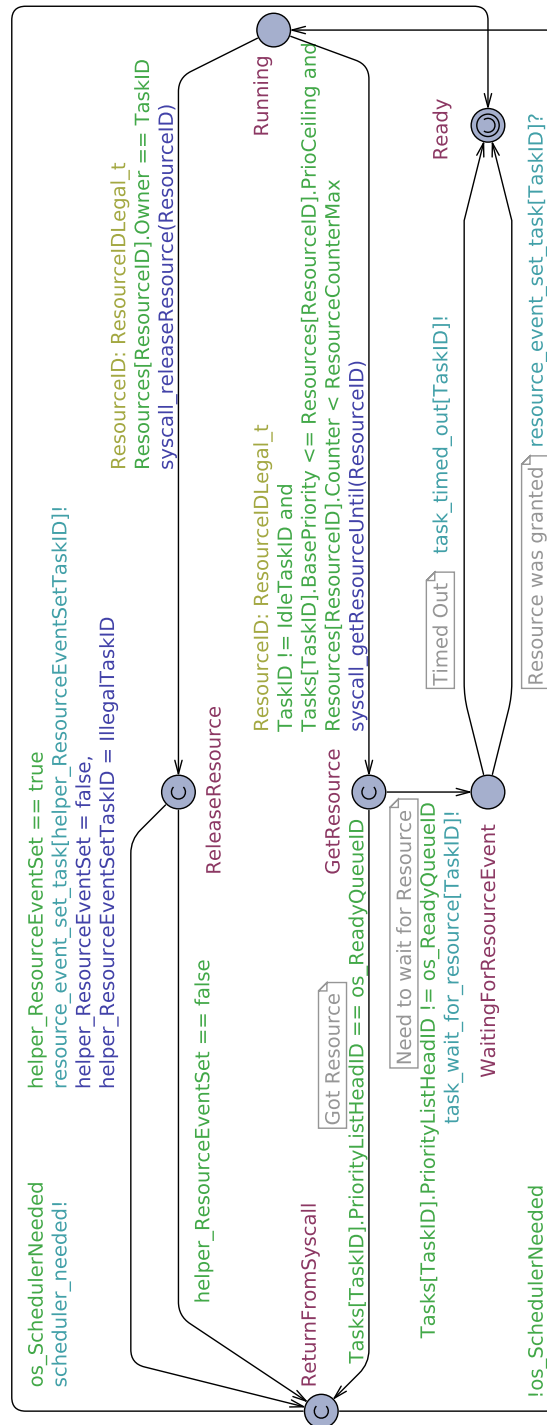 os_SchedulerNeeded
scheduler_needed!
helper_ResourceEventSet == true
resource_event_set_task[helper_ResourceEventSetTaskID]!
helper_ResourceEventSet = false,
helper_ResourceEventSetTaskID = IllegalTaskID
ResourceID: ResourceIDLegal_t
Resources[ResourceID].Owner == TaskID
syscall_releaseResource(ResourceID)
helper_ResourceEventSet == false
ReleaseResource
Running
ResourceID: ResourceIDLegal_t
TaskID != IdleTaskID and
Tasks[TaskID].BasePriority <= Resources[ResourceID].PrioCeiling and
Resources[ResourceID].Counter < ResourceCounterMax
syscall_getResourceUntil(ResourceID)
ReturnFromSyscall
Got Resource
Tasks[TaskID].PriorityListHeadID == os_ReadyQueueID
GetResource
Need to wait for Resource
Tasks[TaskID].PriorityListHeadID != os_ReadyQueueID
task_wait_for_resource[TaskID]!
WaitingForResourceEvent
Timed Out
task_timed_out[TaskID]!
Ready
!os_SchedulerNeeded
Resource was granted
resource_event_set_task[TaskID]?
C
C
C
U